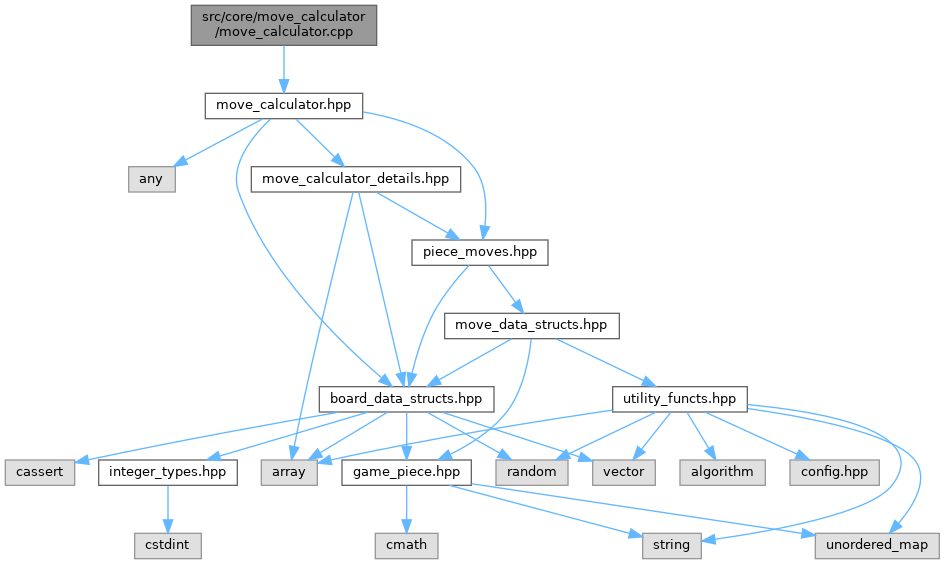 src/core/move_calculator
/move_calculator.cpp
move_calculator.hpp
any
move_calculator_details.hpp
piece_moves.hpp
move_data_structs.hpp
board_data_structs.hpp
utility_functs.hpp
cassert
integer_types.hpp
array
game_piece.hpp
random
vector
algorithm
config.hpp
cstdint
cmath
string
unordered_map